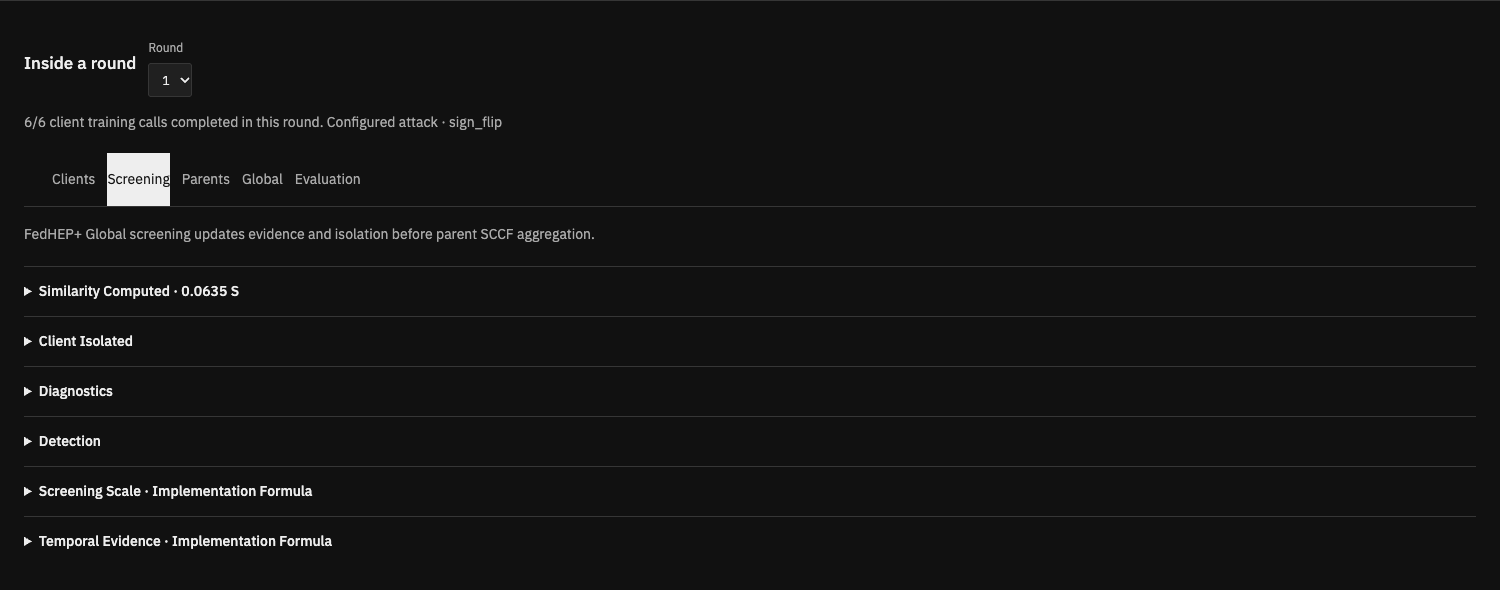 Round
Inside a round
1
6/6 client training calls completed in this round. Configured attack · sign_flip
Clients Screening Parents Global Evaluation
FedHEP+ Global screening updates evidence and isolation before parent SCCF aggregation.
Similarity Computed · 0.0635 S
Client Isolated
Diagnostics
Detection
Screening Scale · Implementation Formula
Temporal Evidence · Implementation Formula